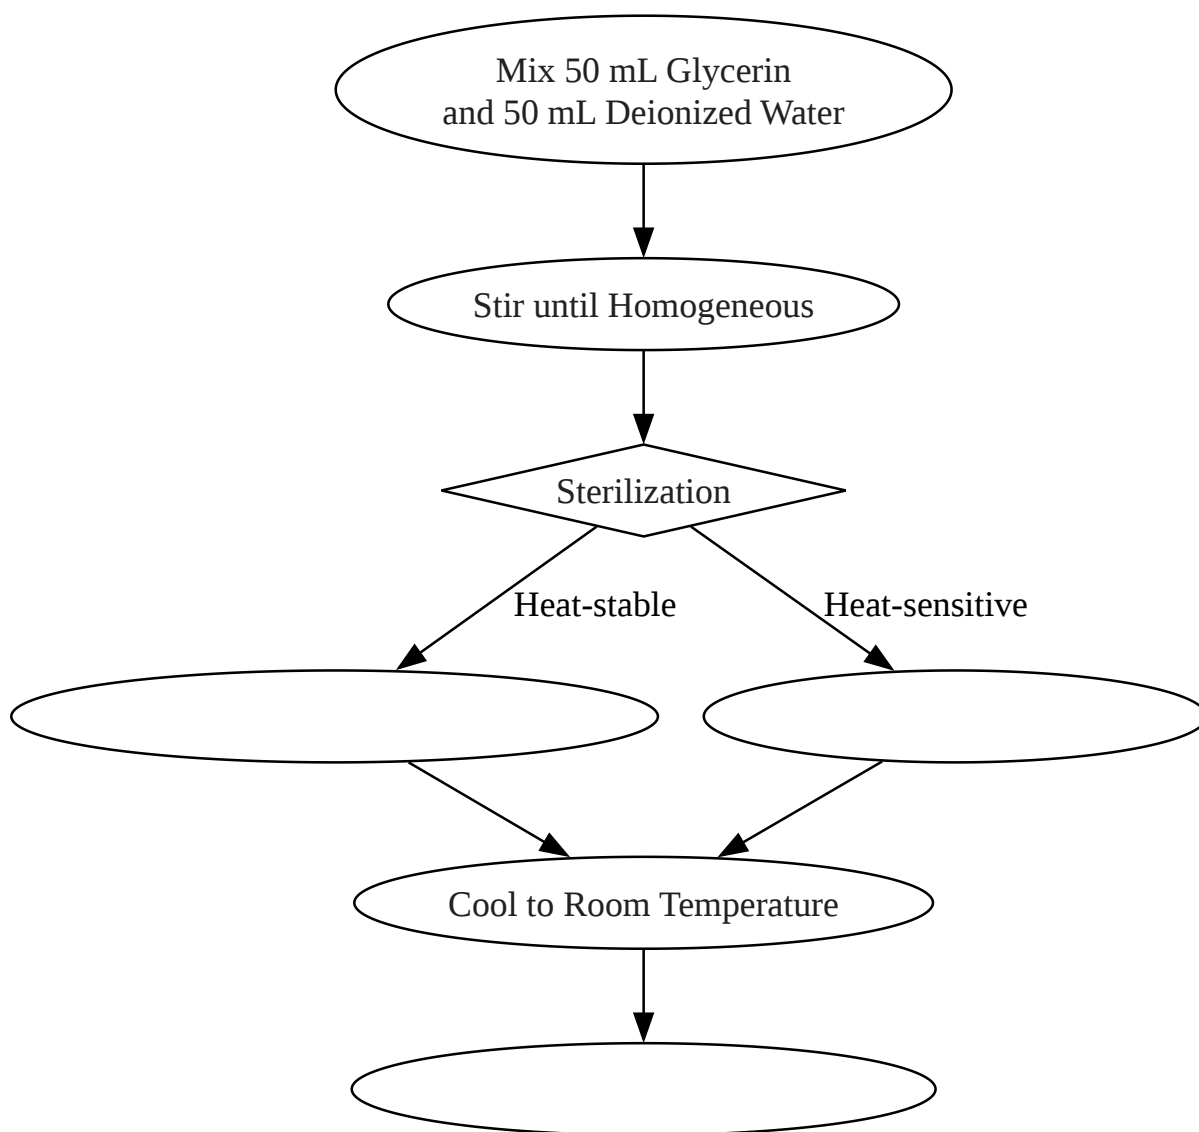 Mix 50 mL Glycerin
and 50 mL Deionized Water
Stir until Homogeneous
Sterilization
Heat-stable
Heat-sensitive
Cool to Room Temperature